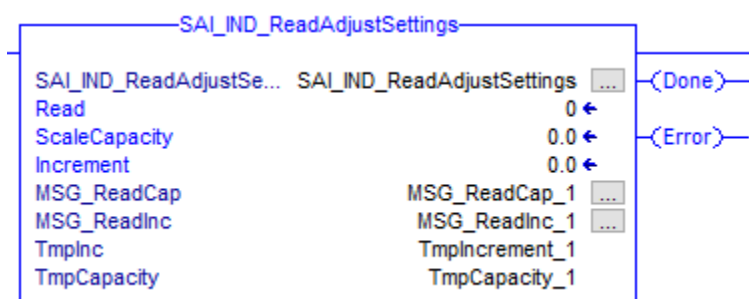 SAI_IND_ReadAdjustSettings
SAI_IND_ReadAdjustSe... SAI_IND_ReadAdjustSettings ... (Done)
Read 0
ScaleCapacity 0.0 (Error)
Increment 0.0
MSG_ReadCap MSG_ReadCap_1 ...
MSG_ReadInc MSG_ReadInc_1 ...
TmpInc TmpIncrement_1
TmpCapacity TmpCapacity_1